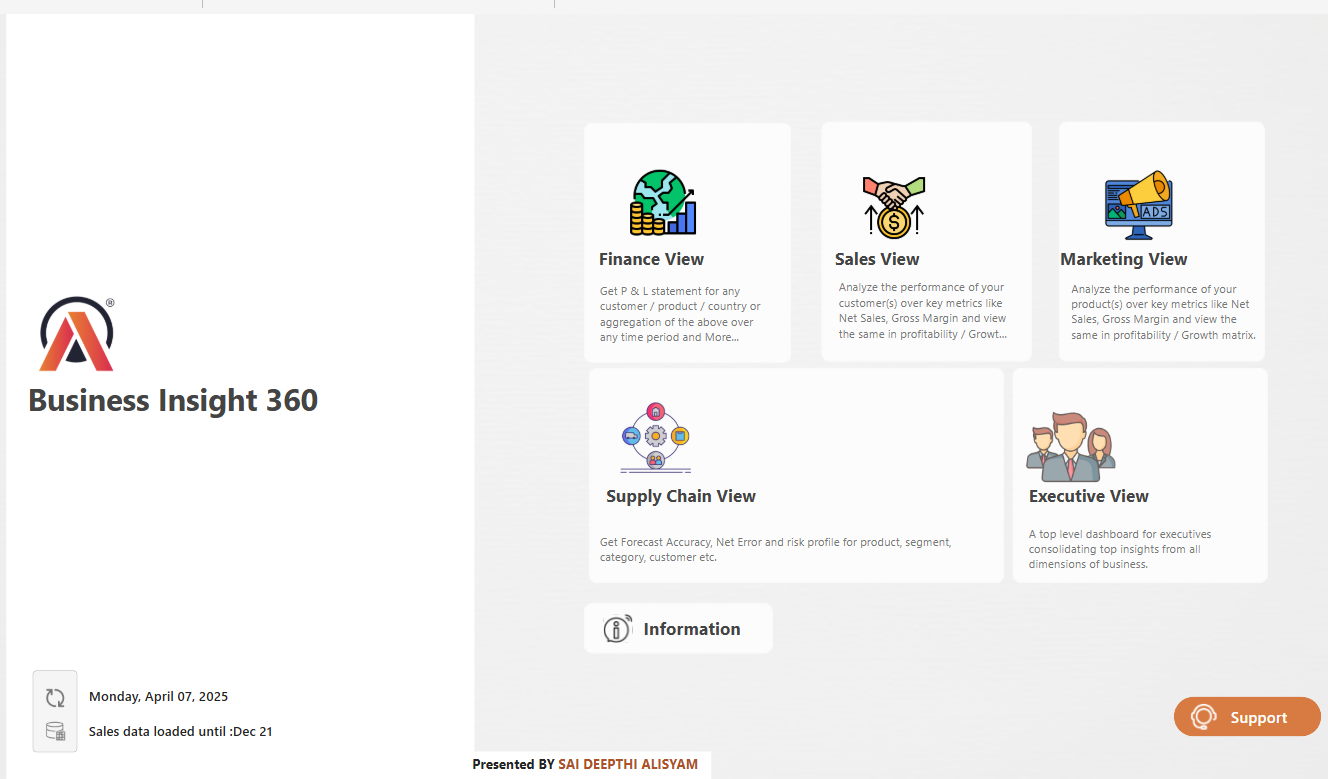 Finance View
Get P & L statement for any
customer / product / country or
aggregation of the above over
any time period and More...
Sales View
Analyze the performance of your
customer(s) over key metrics like
Net Sales, Gross Margin and view
the same in profitability / Growt...
ADS
Marketing View
Analyze the performance of your
product(s) over key metrics like Net
Sales, Gross Margin and view the
same in profitability / Growth matrix.
®
Business Insight 360
Supply Chain View
Get Forecast Accuracy, Net Error and risk profile for product, segment,
category, customer etc.
Executive View
A top level dashboard for executives
consolidating top insights from all
dimensions of business.
Information
Monday, April 07, 2025
Sales data loaded until :Dec 21
Support
Presented BY SAI DEEPTHI ALISYAM